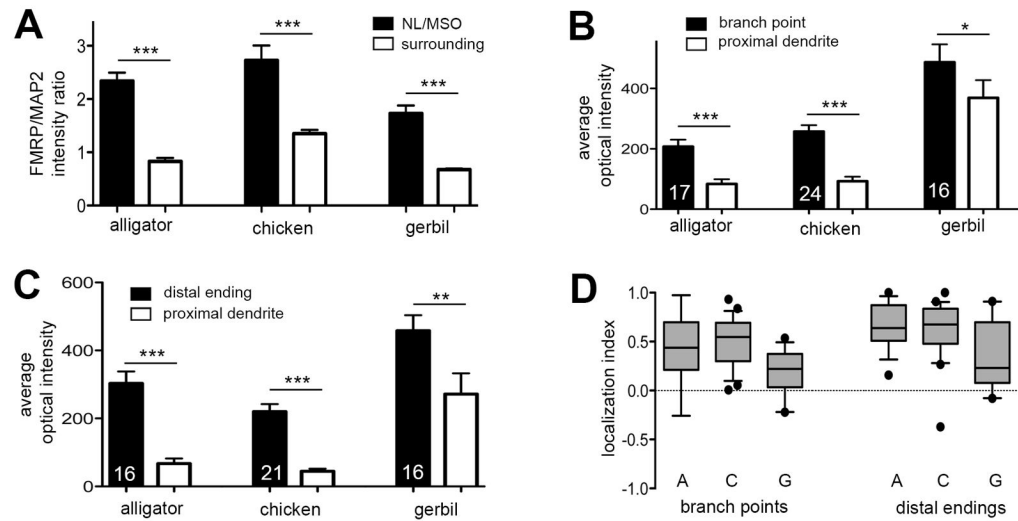 A
NL/MSO
surrounding
FMRP/MAP2
intensity ratio
3
2
1
0
***
***
***
alligator
chicken
gerbil
B
branch point
proximal dendrite
average
optical intensity
400
200
0
***
***
*
17
24
16
alligator
chicken
gerbil
C
distal ending
proximal dendrite
average
optical intensity
600
400
200
0
***
***
**
16
21
16
alligator
chicken
gerbil
D
localization index
1.0
0.5
0.0
-0.5
-1.0
A C G A C G
branch points distal endings